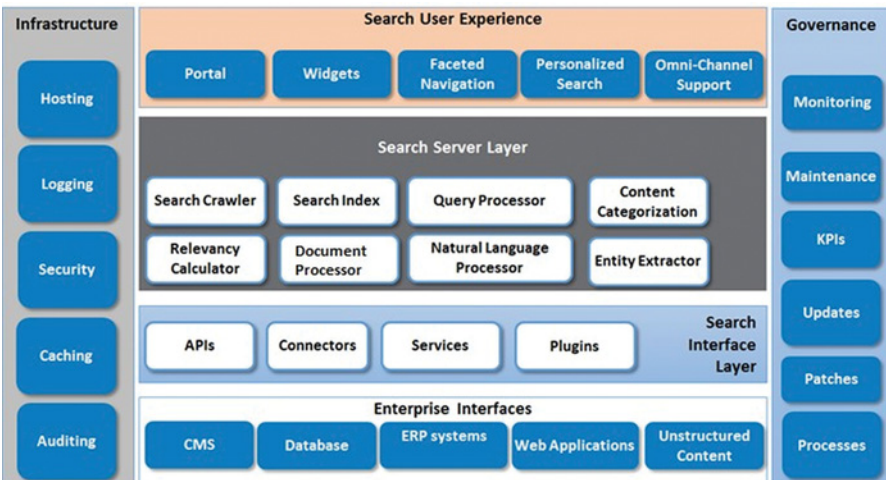 Infrastructure
Hosting
Logging
Security
Caching
Auditing
Search User Experience
Portal
Widgets
Faceted
Navigation
Personalized
Search
Omni-Channel
Support
Search Server Layer
Search Crawler
Search Index
Query Processor
Content
Categorization
Relevancy
Calculator
Document
Processor
Natural Language
Processor
Entity Extractor
APIs
Connectors
Services
Plugins
Search
Interface
Layer
Enterprise Interfaces
CMS
Database
ERP systems
Web Applications
Unstructured
Content
Governance
Monitoring
Maintenance
KPIs
Updates
Patches
Processes